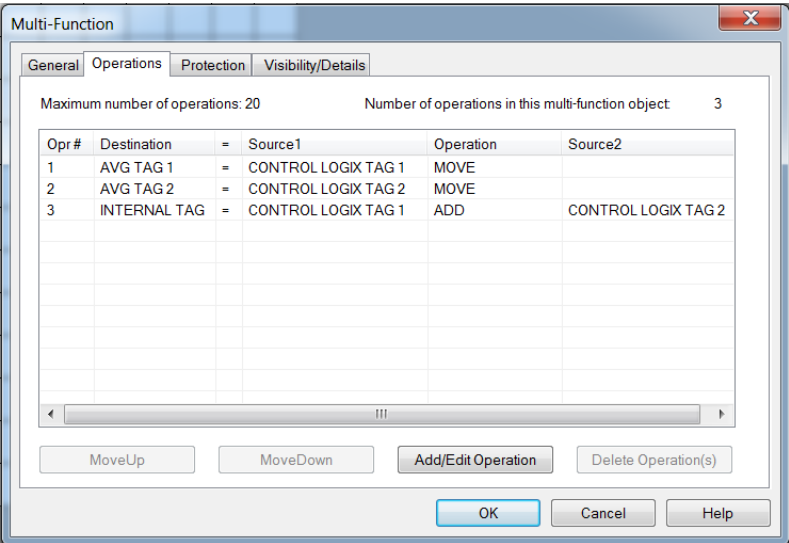 Multi-Function
General Operations Protection Visibility/Details
Maximum number of operations: 20 Number of operations in this multi-function object: 3
Opr # Destination = Source1 Operation Source2
1 AVG TAG 1 = CONTROL LOGIX TAG 1 MOVE
2 AVG TAG 2 = CONTROL LOGIX TAG 2 MOVE
3 INTERNAL TAG = CONTROL LOGIX TAG 1 ADD CONTROL LOGIX TAG 2
MoveUp MoveDown Add/Edit Operation Delete Operation(s)
OK Cancel Help